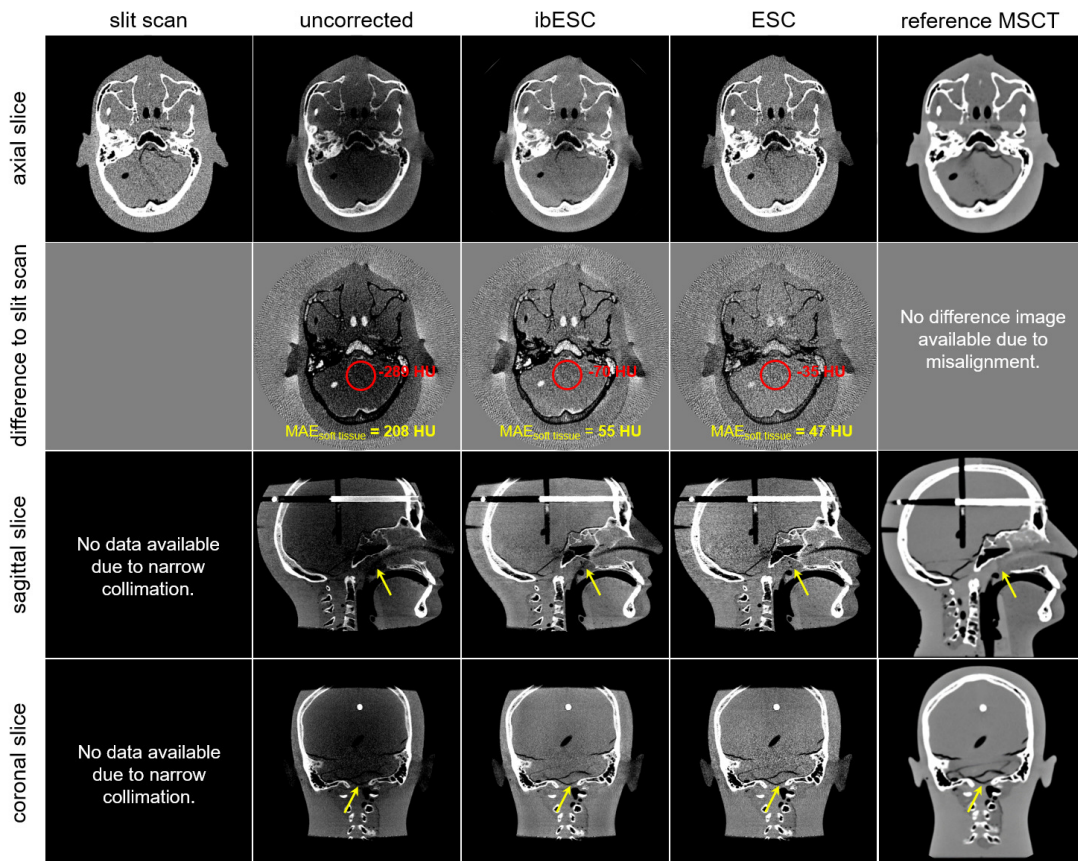 slit scan
uncorrected
ibESC
ESC
reference MSCT
axial slice
difference to slit scan
-289 HU
MAEsoft tissue = 208 HU
-70 HU
MAEsoft tissue = 55 HU
-35 HU
MAEsoft tissue = 47 HU
No difference image
available due to
misalignment.
sagittal slice
No data available
due to narrow
collimation.
coronal slice
No data available
due to narrow
collimation.